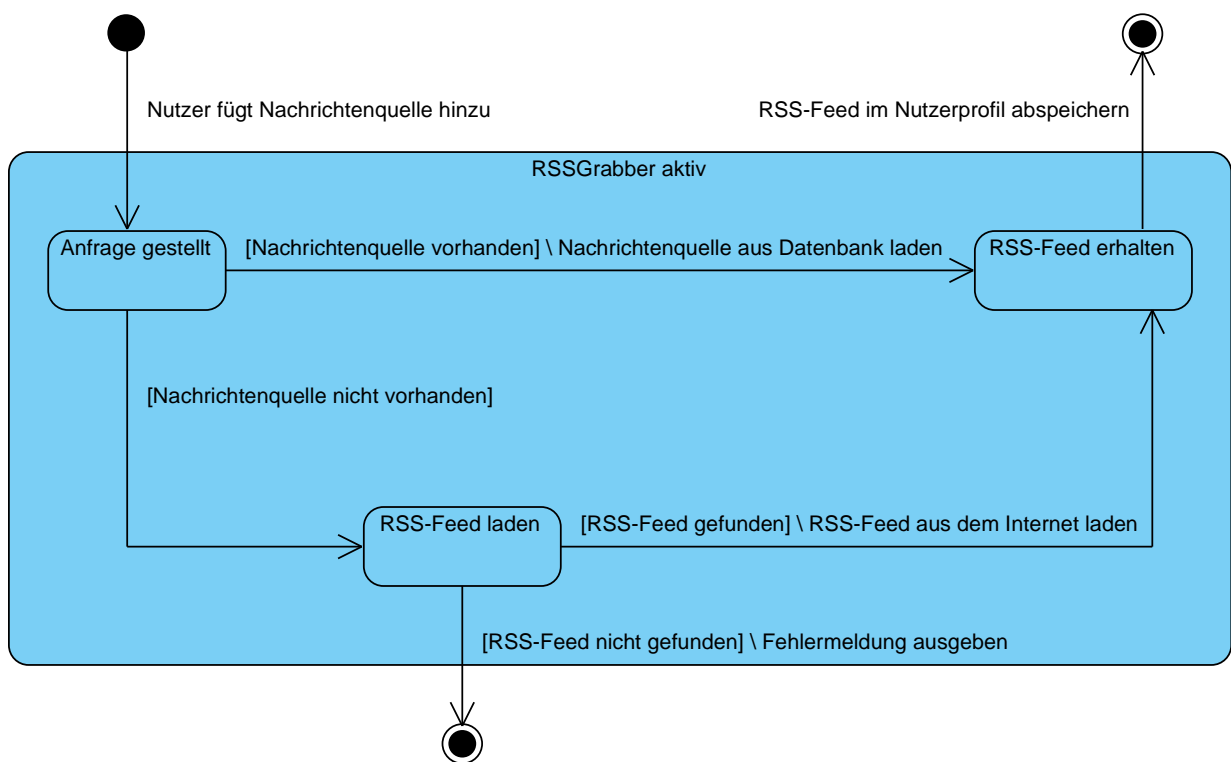 Nutzer fügt Nachrichtenquelle hinzu
RSS-Feed im Nutzerprofil abspeichern
RSSGrabber aktiv
Anfrage gestellt
[Nachrichtenquelle vorhanden] \ Nachrichtenquelle aus Datenbank laden
RSS-Feed erhalten
[Nachrichtenquelle nicht vorhanden]
RSS-Feed laden
[RSS-Feed gefunden] \ RSS-Feed aus dem Internet laden
[RSS-Feed nicht gefunden] \ Fehlermeldung ausgeben